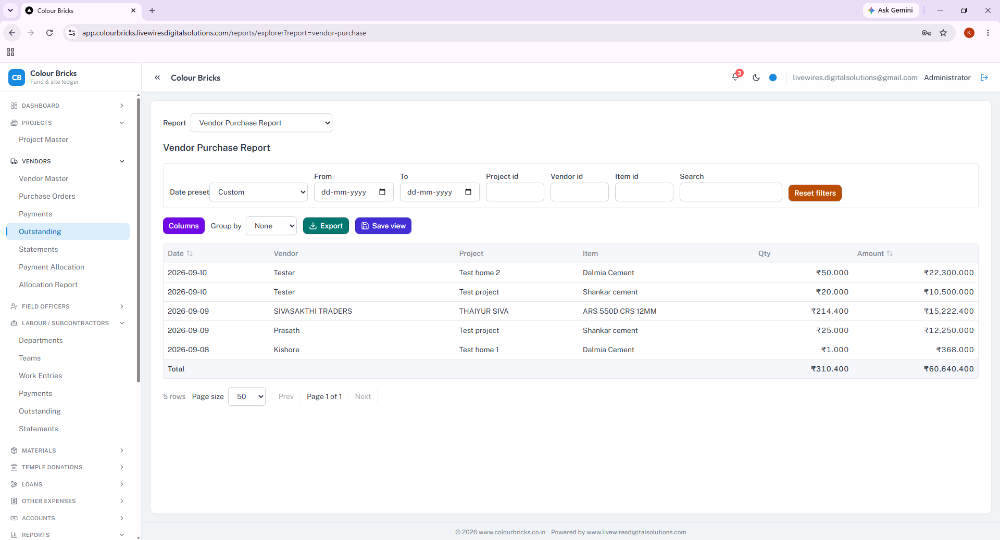 Colour Bricks
Ask Gemini
app.colourbricks.livewiresdigitalsolutions.com/reports/explorer?report=vendor-purchase
K
CB
Colour Bricks
Fund & site ledger
Colour Bricks
3
livewires.digitalsolutions@gmail.com
Administrator
DASHBOARD
PROJECTS
Project Master
VENDORS
Vendor Master
Purchase Orders
Payments
Outstanding
Statements
Payment Allocation
Allocation Report
FIELD OFFICERS
LABOUR / SUBCONTRACTORS
Departments
Teams
Work Entries
Payments
Outstanding
Statements
MATERIALS
TEMPLE DONATIONS
LOANS
OTHER EXPENSES
ACCOUNTS
REPORTS
Report Vendor Purchase Report
Vendor Purchase Report
From To Project id Vendor id Item id Search
Date preset Custom dd-mm-yyyy dd-mm-yyyy Reset filters
Columns Group by None Export Save view
Date Vendor Project Item Qty Amount
2026-09-10 Tester Test home 2 Dalmia Cement ₹50.000 ₹22,300.000
2026-09-10 Tester Test project Shankar cement ₹20.000 ₹10,500.000
2026-09-09 SIVASAKTHI TRADERS THAIYUR SIVA ARS 550D CRS 12MM ₹214.400 ₹15,222.400
2026-09-09 Prasath Test project Shankar cement ₹25.000 ₹12,250.000
2026-09-08 Kishore Test home 1 Dalmia Cement ₹1.000 ₹368.000
Total ₹310.400 ₹60,640.400
5 rows Page size 50 Prev Page 1 of 1 Next
© 2026 www.colourbricks.co.in · Powered by www.livewiresdigitalsolutions.com